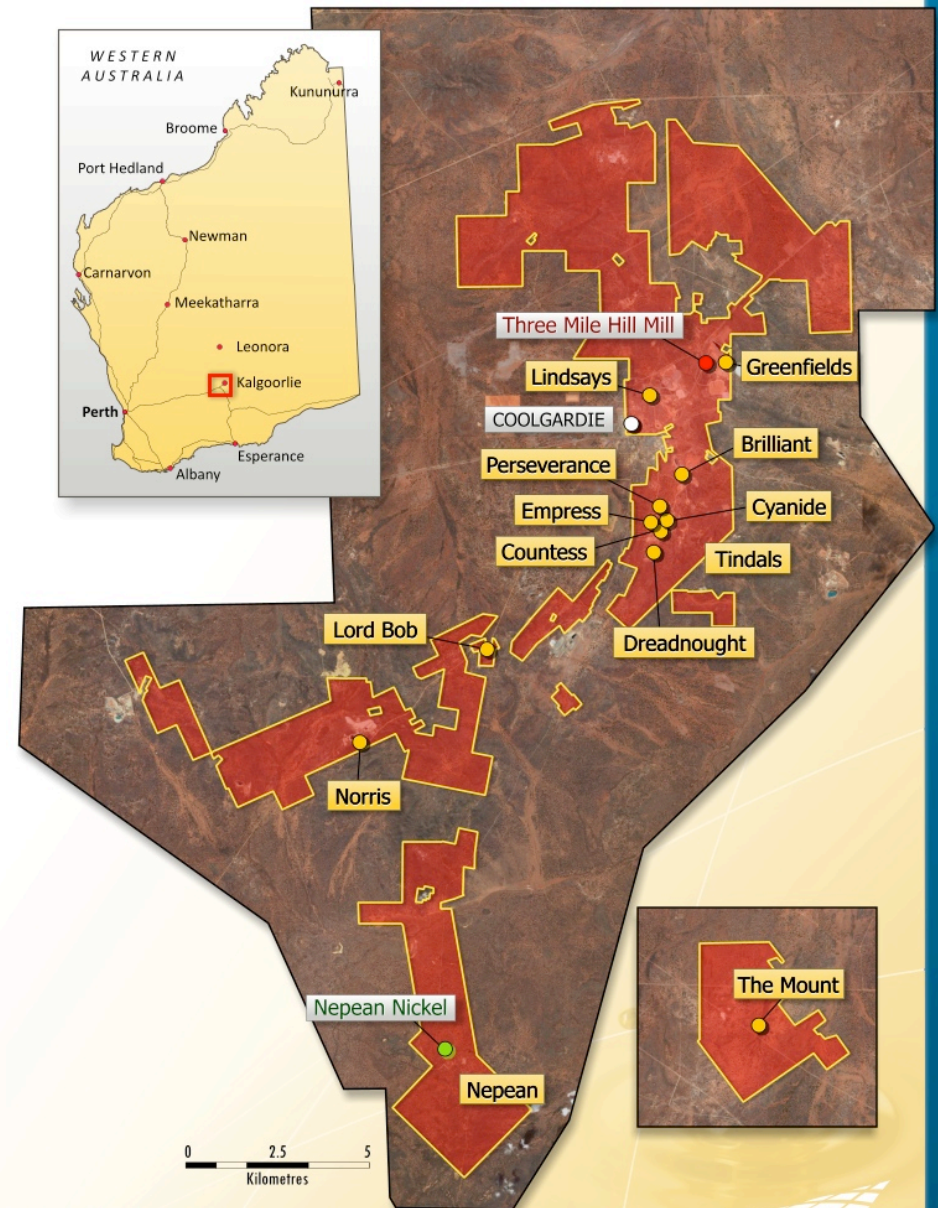 WESTERN
AUSTRALIA
Kununurra
Broome
Port Hedland
Newman
Carnarvon
Meekatharra
Leonora
Kalgoorlie
Perth
Esperance
Albany
Three Mile Hill Mill
Greenfields
Lindsays
COOLGARDIE
Brilliant
Perseverance
Empress
Cyanide
Countess
Tindals
Lord Bob
Dreadnought
Norris
The Mount
Nepean Nickel
Nepean
0 2.5 5
Kilometres